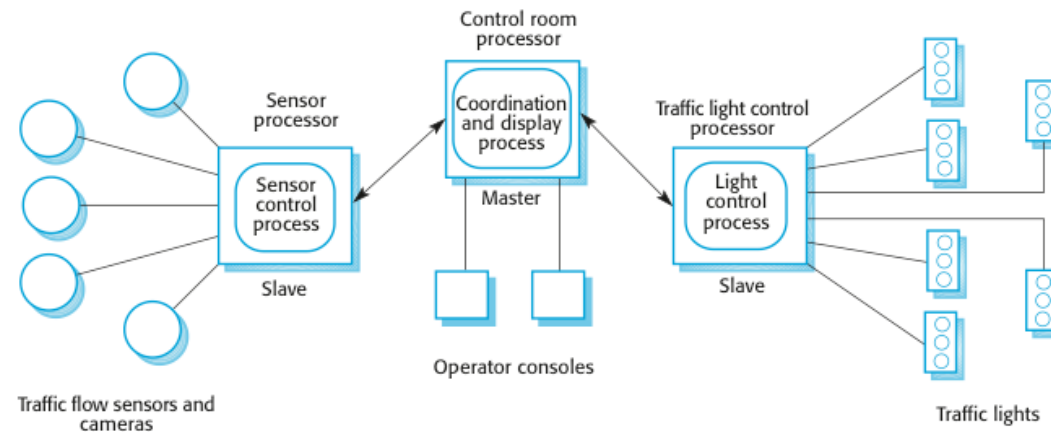 Control room
processor
Sensor
processor
Coordination
and display
process
Traffic light control
processor
Sensor
control
process
Master
Light
control
process
Slave
Slave
Operator consoles
Traffic flow sensors and
cameras
Traffic lights